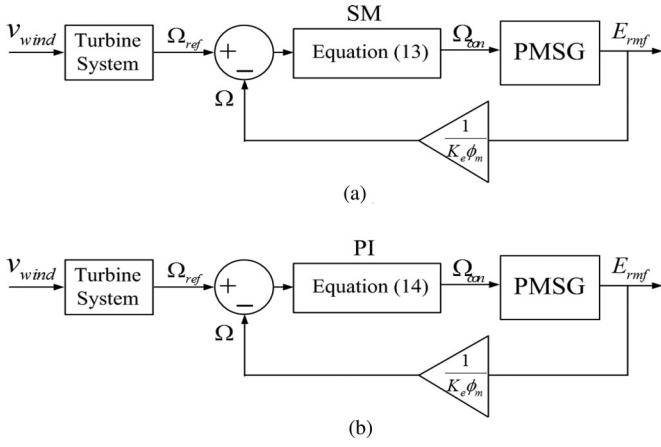 SM
v_wind
Turbine System
Ω_ref
+
−
Equation (13)
Ω_con
PMSG
E_rmf
Ω
1
K_e ϕ_m
(a)
PI
v_wind
Turbine System
Ω_ref
+
−
Equation (14)
Ω_con
PMSG
E_rmf
Ω
1
K_e ϕ_m
(b)